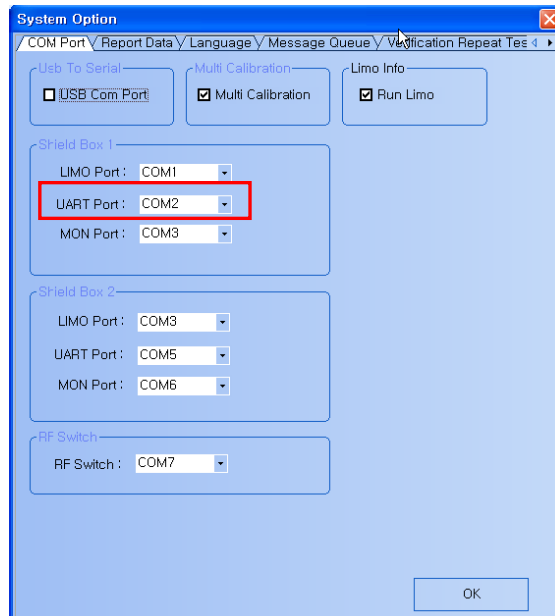 System Option
COM Port Report Data Language Message Queue Verification Repeat Tes
Usb To Serial Multi Calibration Limo Info
USB Com Port Multi Calibration Run Limo
Shield Box 1
LIMO Port : COM1
UART Port : COM2
MON Port : COM3
Shield Box 2
LIMO Port : COM3
UART Port : COM5
MON Port : COM6
RF Switch
RF Switch : COM7
OK